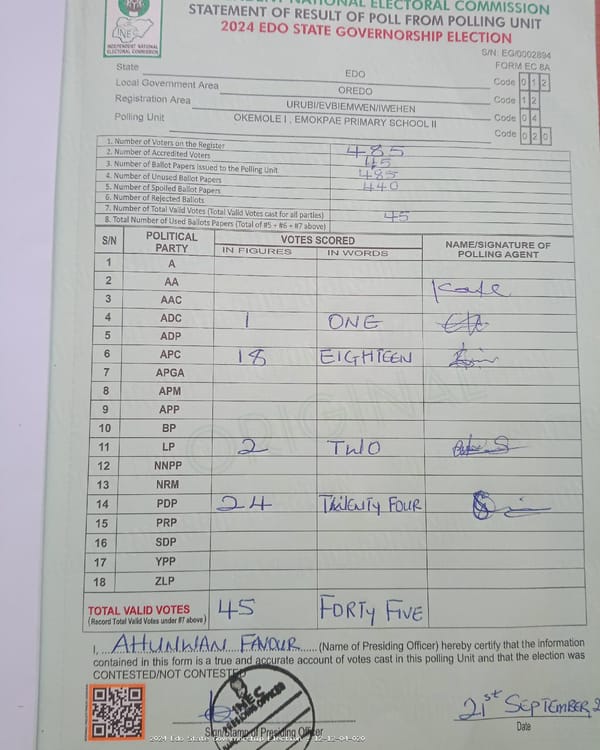 INDEPENDENT NATIONAL ELECTORAL COMMISSION
STATEMENT OF RESULT OF POLL FROM POLLING UNIT
2024 EDO STATE GOVERNORSHIP ELECTION
INEC
INDEPENDENT NATIONAL ELECTORAL COMMISSION
S/N: EG/0002894
FORM EC 8A
State EDO Code 0 1 2
Local Government Area OREDO Code 1 2
Registration Area URUBI/EVBIEMWEN/IWEHEN Code 0 4
Polling Unit OKEMOLE I , EMOKPAE PRIMARY SCHOOL II Code 0 2 0
1. Number of Voters on the Register 485
2. Number of Accredited Voters 45
3. Number of Ballot Papers Issued to the Polling Unit 485
4. Number of Unused Ballot Papers 440
5. Number of Spoiled Ballot Papers
6. Number of Rejected Ballots
7. Number of Total Valid Votes (Total Valid Votes cast for all parties) 45
8. Total Number of Used Ballots Papers (Total of #5 + #6 + #7 above)
S/N POLITICAL PARTY VOTES SCORED NAME/SIGNATURE OF POLLING AGENT
IN FIGURES IN WORDS
1 A
2 AA Kate
3 AAC
4 ADC 1 ONE
5 ADP
6 APC 18 EIGHTEEN
7 APGA
8 APM
9 APP
10 BP
11 LP 2 TWO
12 NNPP
13 NRM
14 PDP 24 TWENTY FOUR
15 PRP
16 SDP
17 YPP
18 ZLP
ORIGINAL
TOTAL VALID VOTES 45 FORTY FIVE
(Record Total Valid Votes under #7 above)
I, AHUNWAN FAVOUR (Name of Presiding Officer) hereby certify that the information
contained in this form is a true and accurate account of votes cast in this polling Unit and that the election was
CONTESTED/NOT CONTESTED
INEC
PRESIDING OFFICER
21st SEPTEMBER, 2
Sign/Stamp of Presiding Officer Date
2024 Edo State Governorship Election - 12-12-04-020